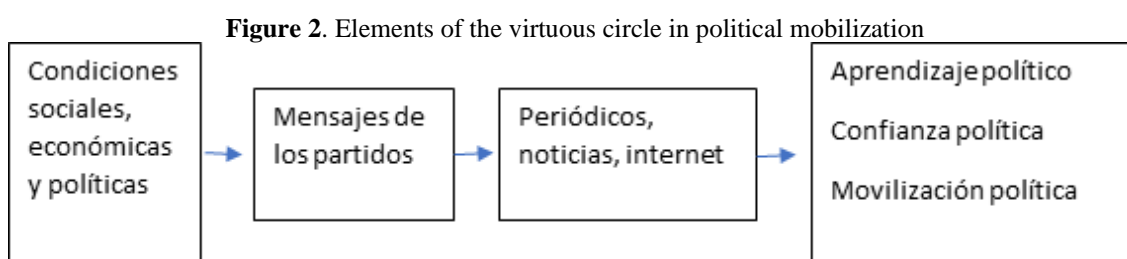 Figure 2. Elements of the virtuous circle in political mobilization
Condiciones
sociales,
económicas
y políticas
Mensajes de
los partidos
Periódicos,
noticias, internet
Aprendizaje político
Confianza política
Movilización política